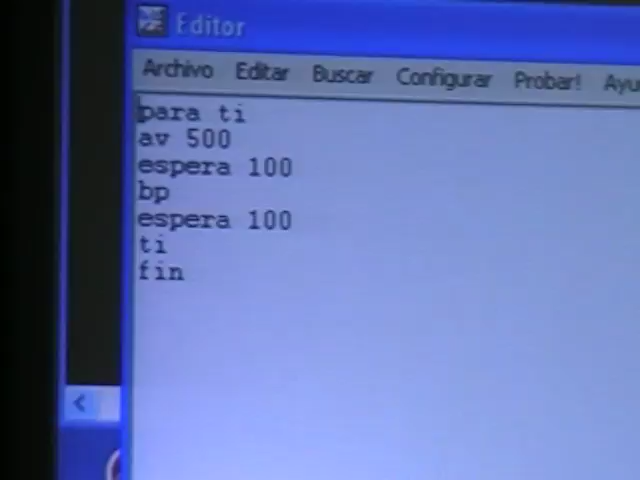 Editor
Archivo Editar Buscar Configurar Probar!
para ti
av 500
espera 100
bp
espera 100
ti
fin